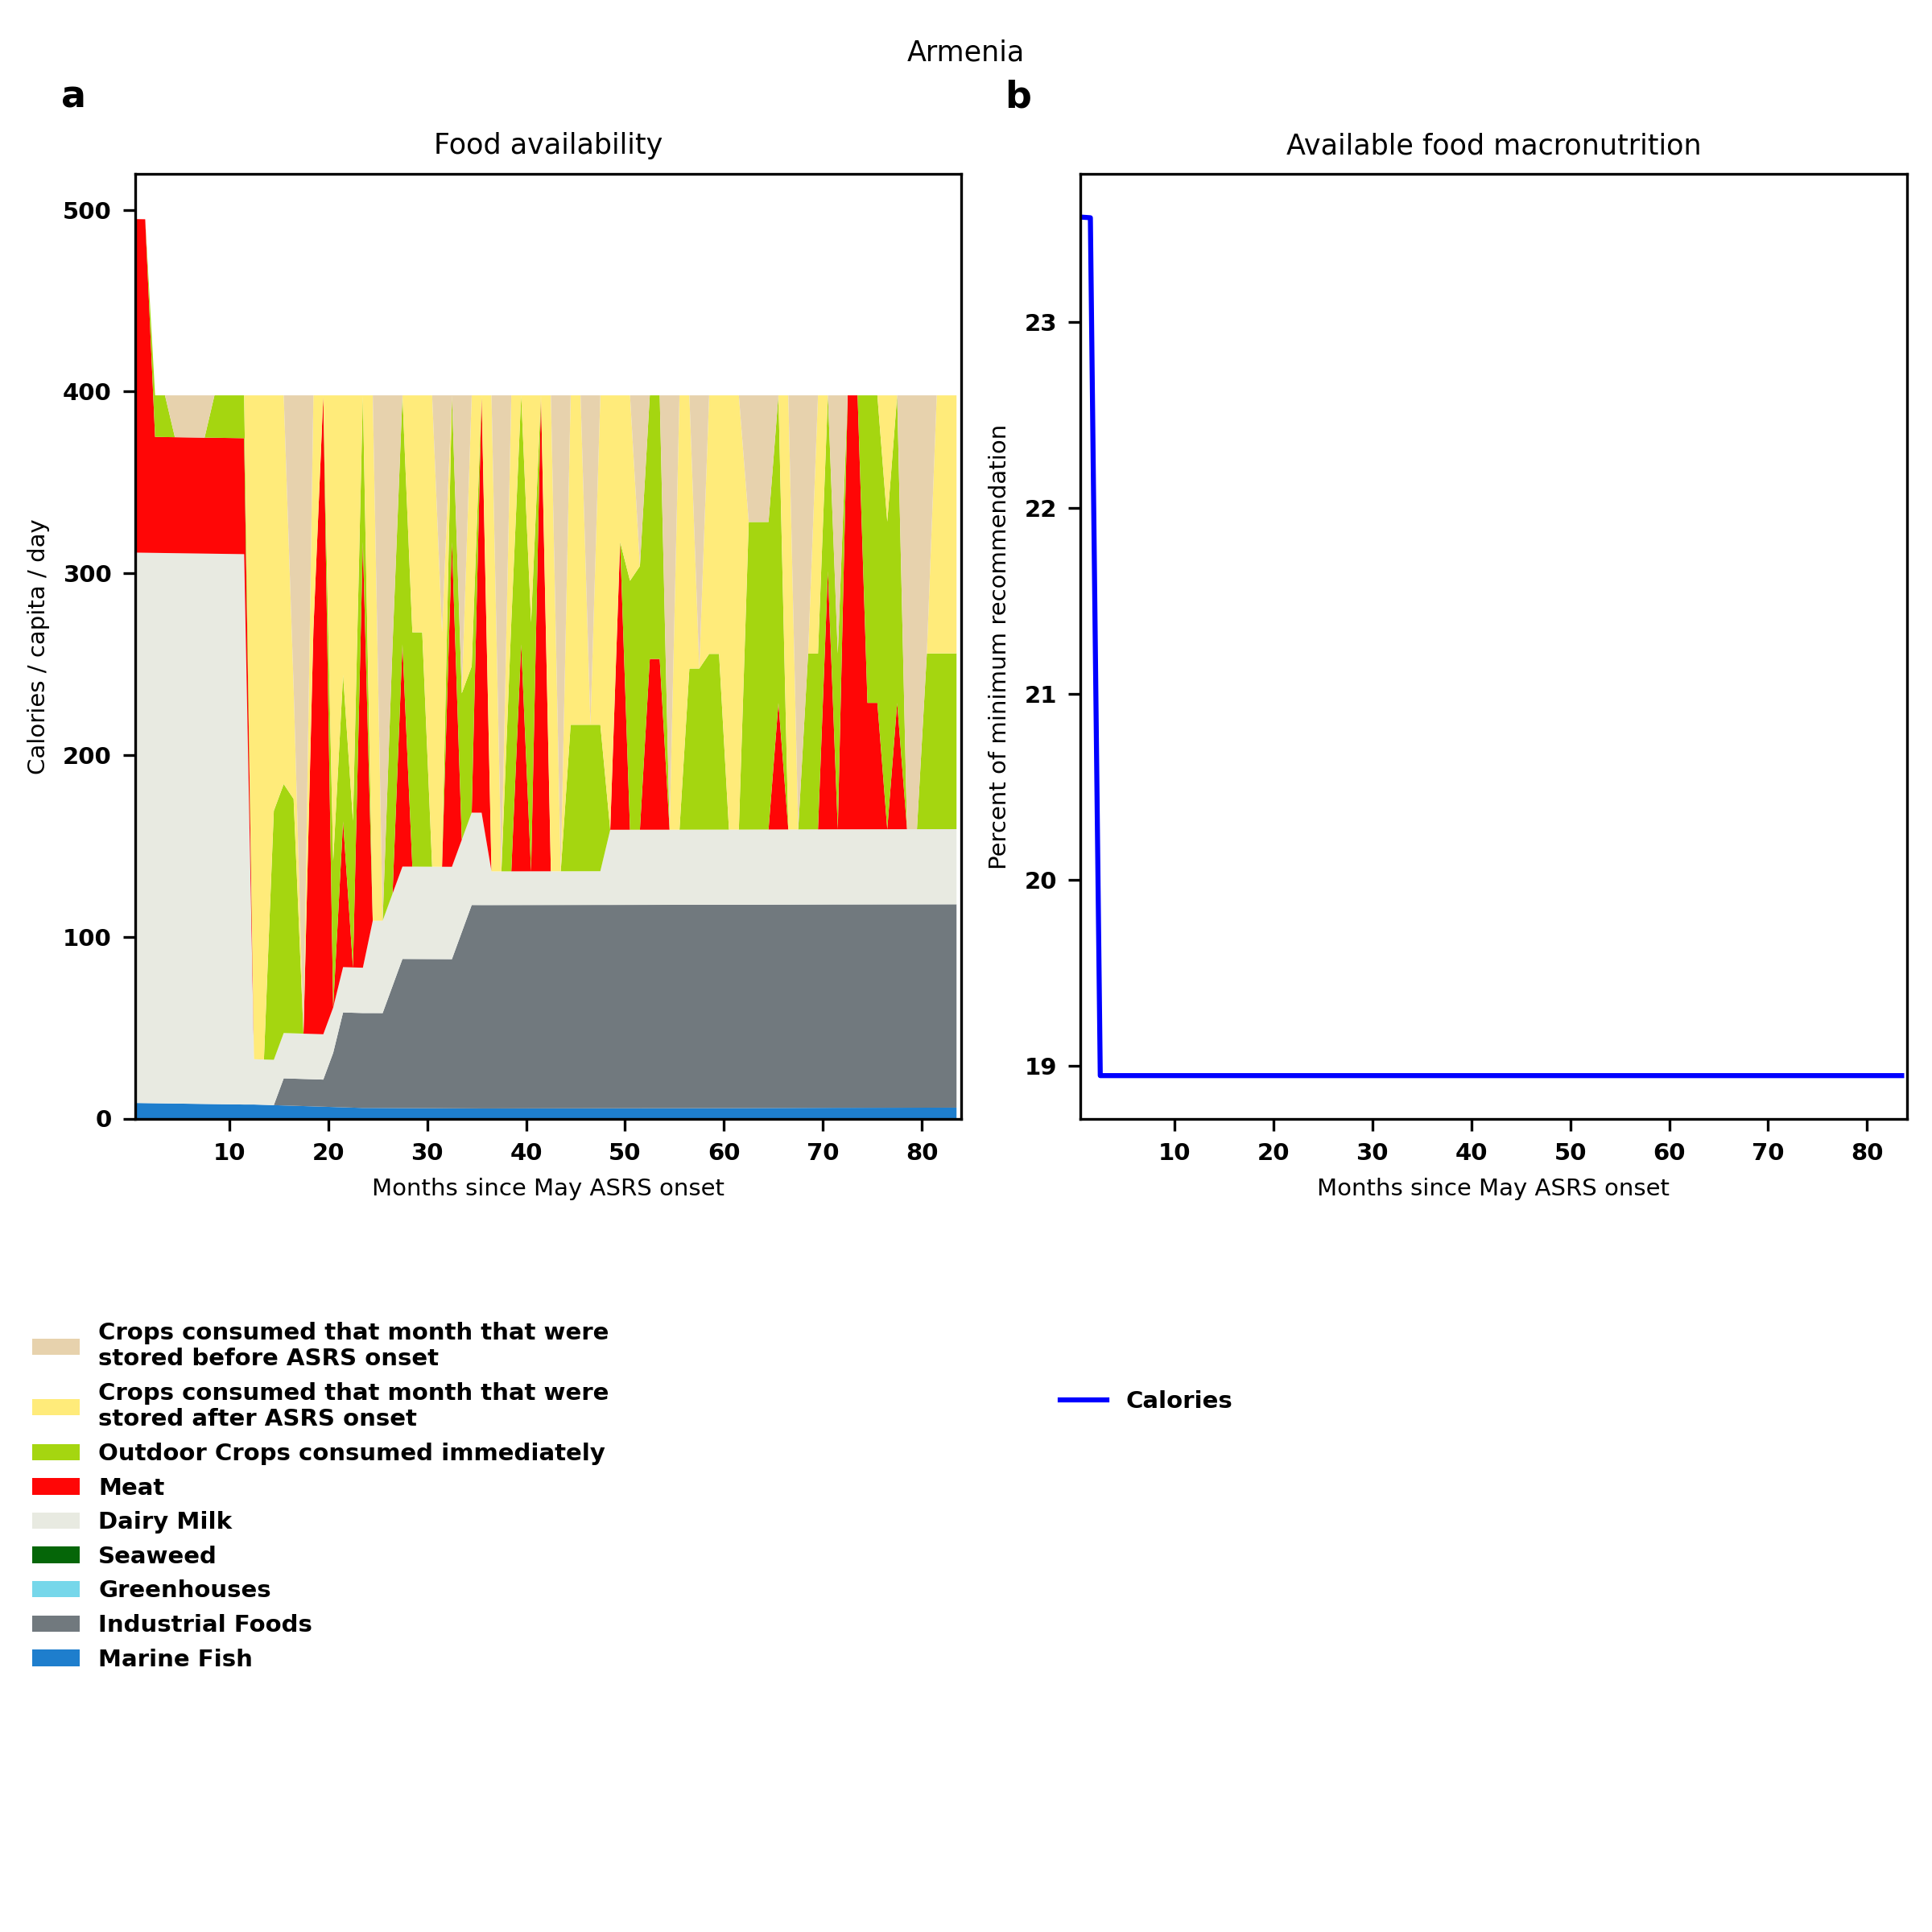 Armenia
a
b
Food availability
Available food macronutrition
500
400
300
200
100
0
Calories / capita / day
10 20 30 40 50 60 70 80
Months since May ASRS onset
23
22
21
20
19
Percent of minimum recommendation
10 20 30 40 50 60 70 80
Months since May ASRS onset
Crops consumed that month that were
stored before ASRS onset
Crops consumed that month that were
stored after ASRS onset
Outdoor Crops consumed immediately
Meat
Dairy Milk
Seaweed
Greenhouses
Industrial Foods
Marine Fish
Calories